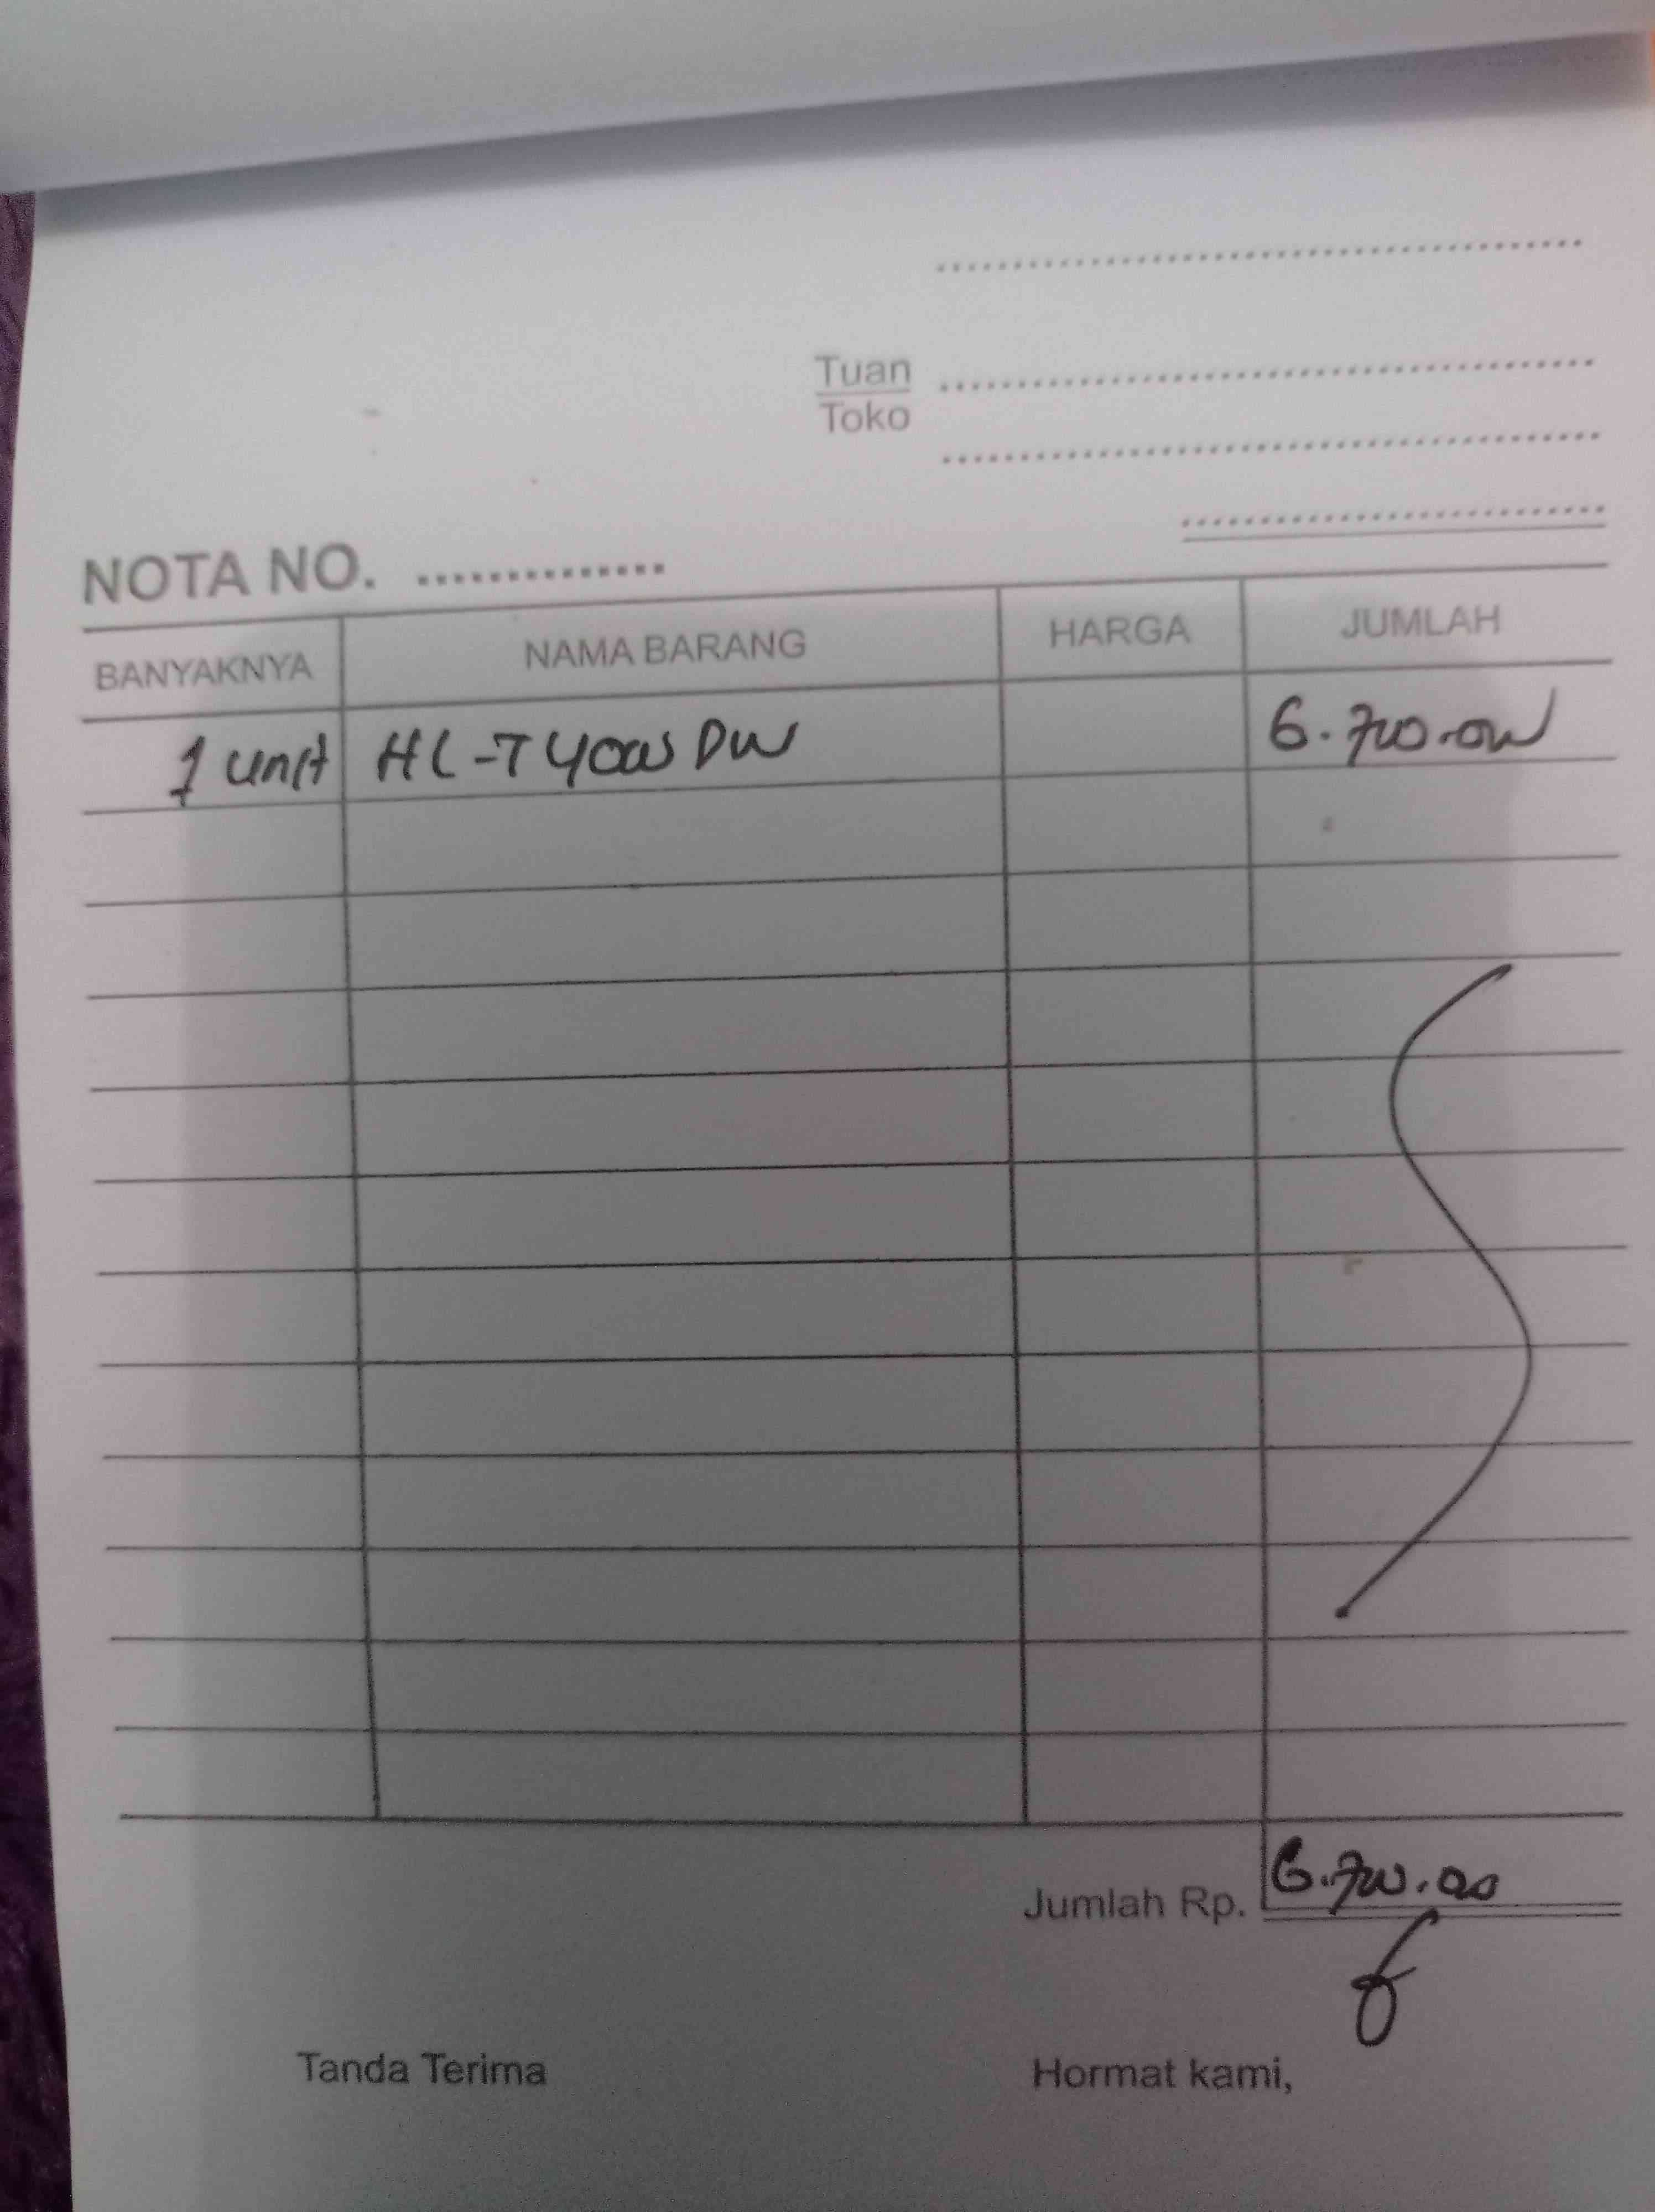 Tuan
Toko
NOTA NO. ..............
BANYAKNYA NAMA BARANG HARGA JUMLAH
1 unit HL-T4000DW 6.700.000
Jumlah Rp. 6.700.000
Tanda Terima Hormat kami,